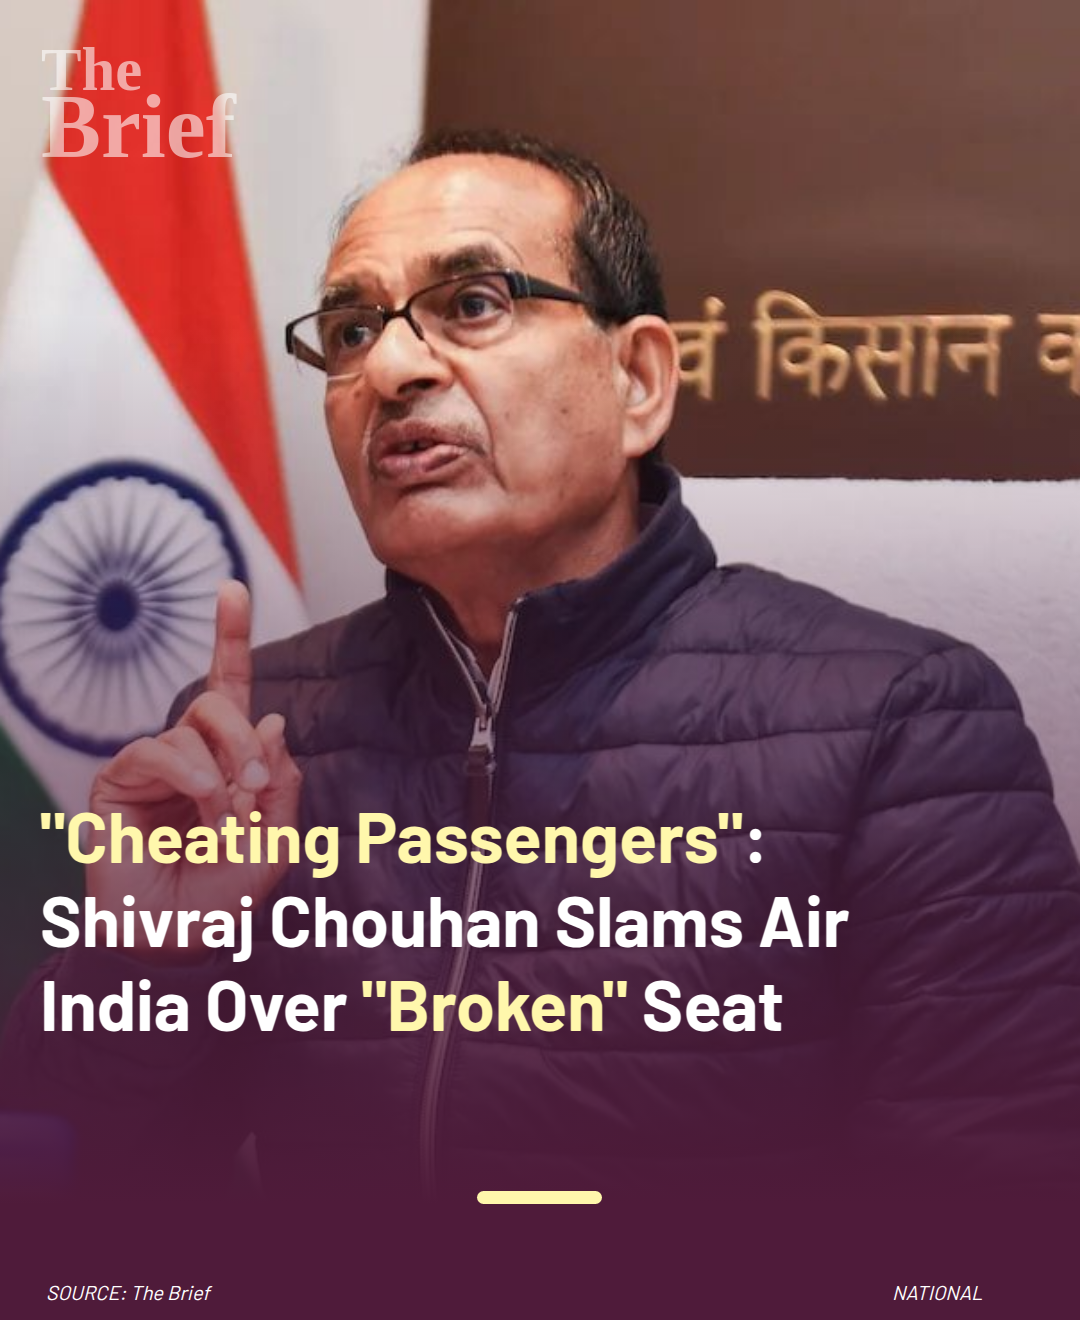 The
Brief
वं किसान क
"Cheating Passengers":
Shivraj Chouhan Slams Air
India Over "Broken" Seat
SOURCE: The Brief
NATIONAL